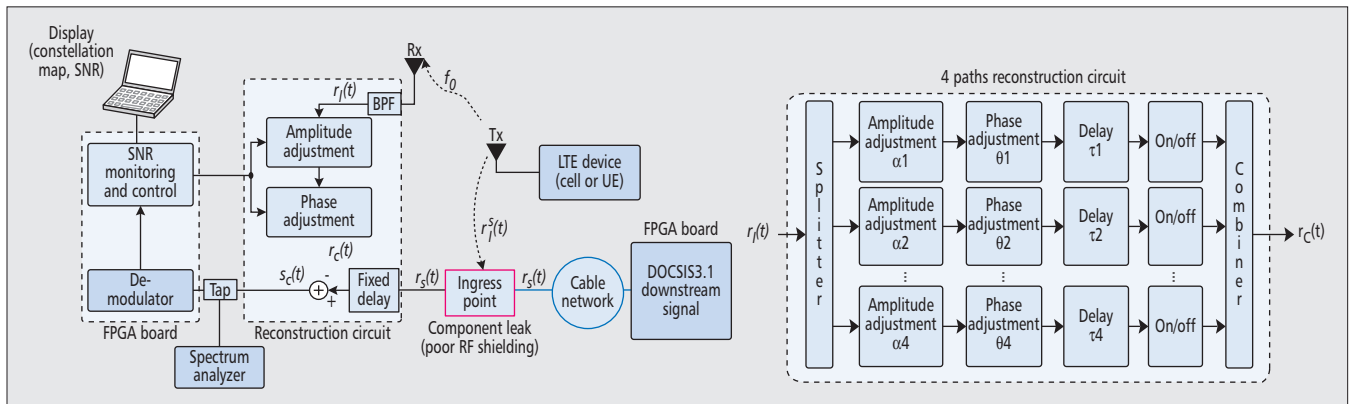 Display
(constellation
map, SNR)
SNR
monitoring
and control
De-
modulator
FPGA board
Tap
Spectrum
analyzer
r_I(t)
BPF
Rx
Amplitude
adjustment
Phase
adjustment
r_c(t)
s_c(t)
-
+
+
Fixed
delay
Reconstruction circuit
f_0
Tx
LTE device
(cell or UE)
r_I^s(t)
r_s(t)
Ingress
point
r_s(t)
Component leak
(poor RF shielding)
Cable
network
FPGA board
DOCSIS3.1
downstream
signal
4 paths reconstruction circuit
r_I(t)
Splitter
Amplitude
adjustment
α1
Phase
adjustment
θ1
Delay
τ1
On/off
Amplitude
adjustment
α2
Phase
adjustment
θ2
Delay
τ2
On/off
... ... ... ...
Amplitude
adjustment
α4
Phase
adjustment
θ4
Delay
τ4
On/off
Combiner
r_C(t)